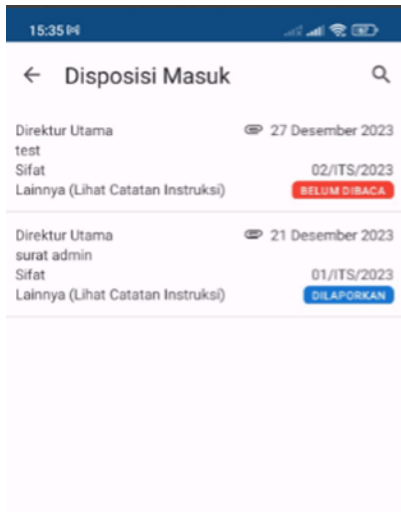 15:35
Disposisi Masuk
Direktur Utama 27 Desember 2023
test
Sifat 02/ITS/2023
Lainnya (Lihat Catatan Instruksi) BELUM DIBACA
Direktur Utama 21 Desember 2023
surat admin
Sifat 01/ITS/2023
Lainnya (Lihat Catatan Instruksi) DILAPORKAN